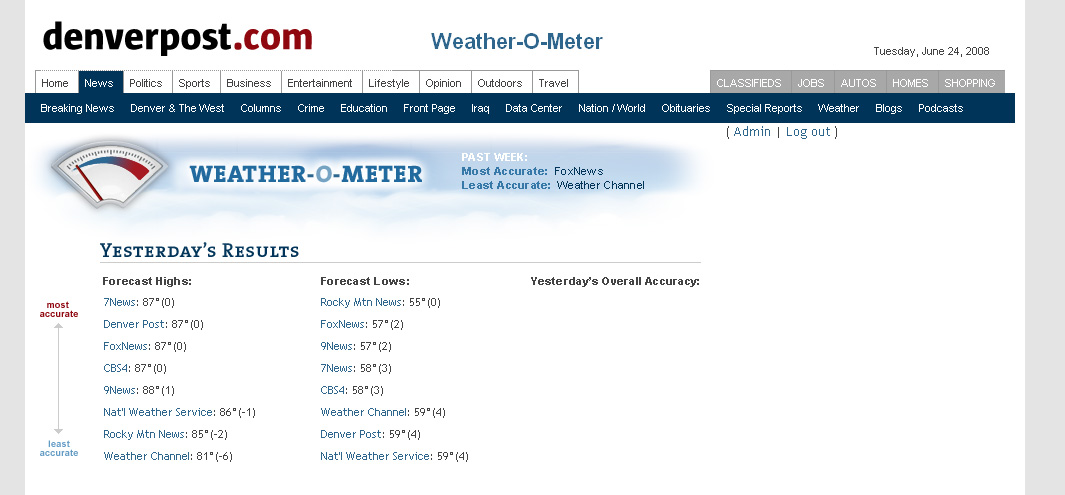 denverpost.com
Weather-O-Meter
Tuesday, June 24, 2008
Home News Politics Sports Business Entertainment Lifestyle Opinion Outdoors Travel CLASSIFIEDS JOBS AUTOS HOMES SHOPPING
Breaking News Denver & The West Columns Crime Education Front Page Iraq Data Center Nation / World Obituaries Special Reports Weather Blogs Podcasts
( Admin | Log out )
WEATHER-O-METER
PAST WEEK:
Most Accurate: FoxNews
Least Accurate: Weather Channel
YESTERDAY'S RESULTS
Forecast Highs: Forecast Lows: Yesterday's Overall Accuracy:
most accurate
7News: 87°(0) Rocky Mtn News: 55°(0)
Denver Post: 87°(0) FoxNews: 57°(2)
FoxNews: 87°(0) 9News: 57°(2)
CBS4: 87°(0) 7News: 58°(3)
9News: 88°(1) CBS4: 58°(3)
Nat'l Weather Service: 86°(-1) Weather Channel: 59°(4)
Rocky Mtn News: 85°(-2) Denver Post: 59°(4)
Weather Channel: 81°(-6) Nat'l Weather Service: 59°(4)
least accurate